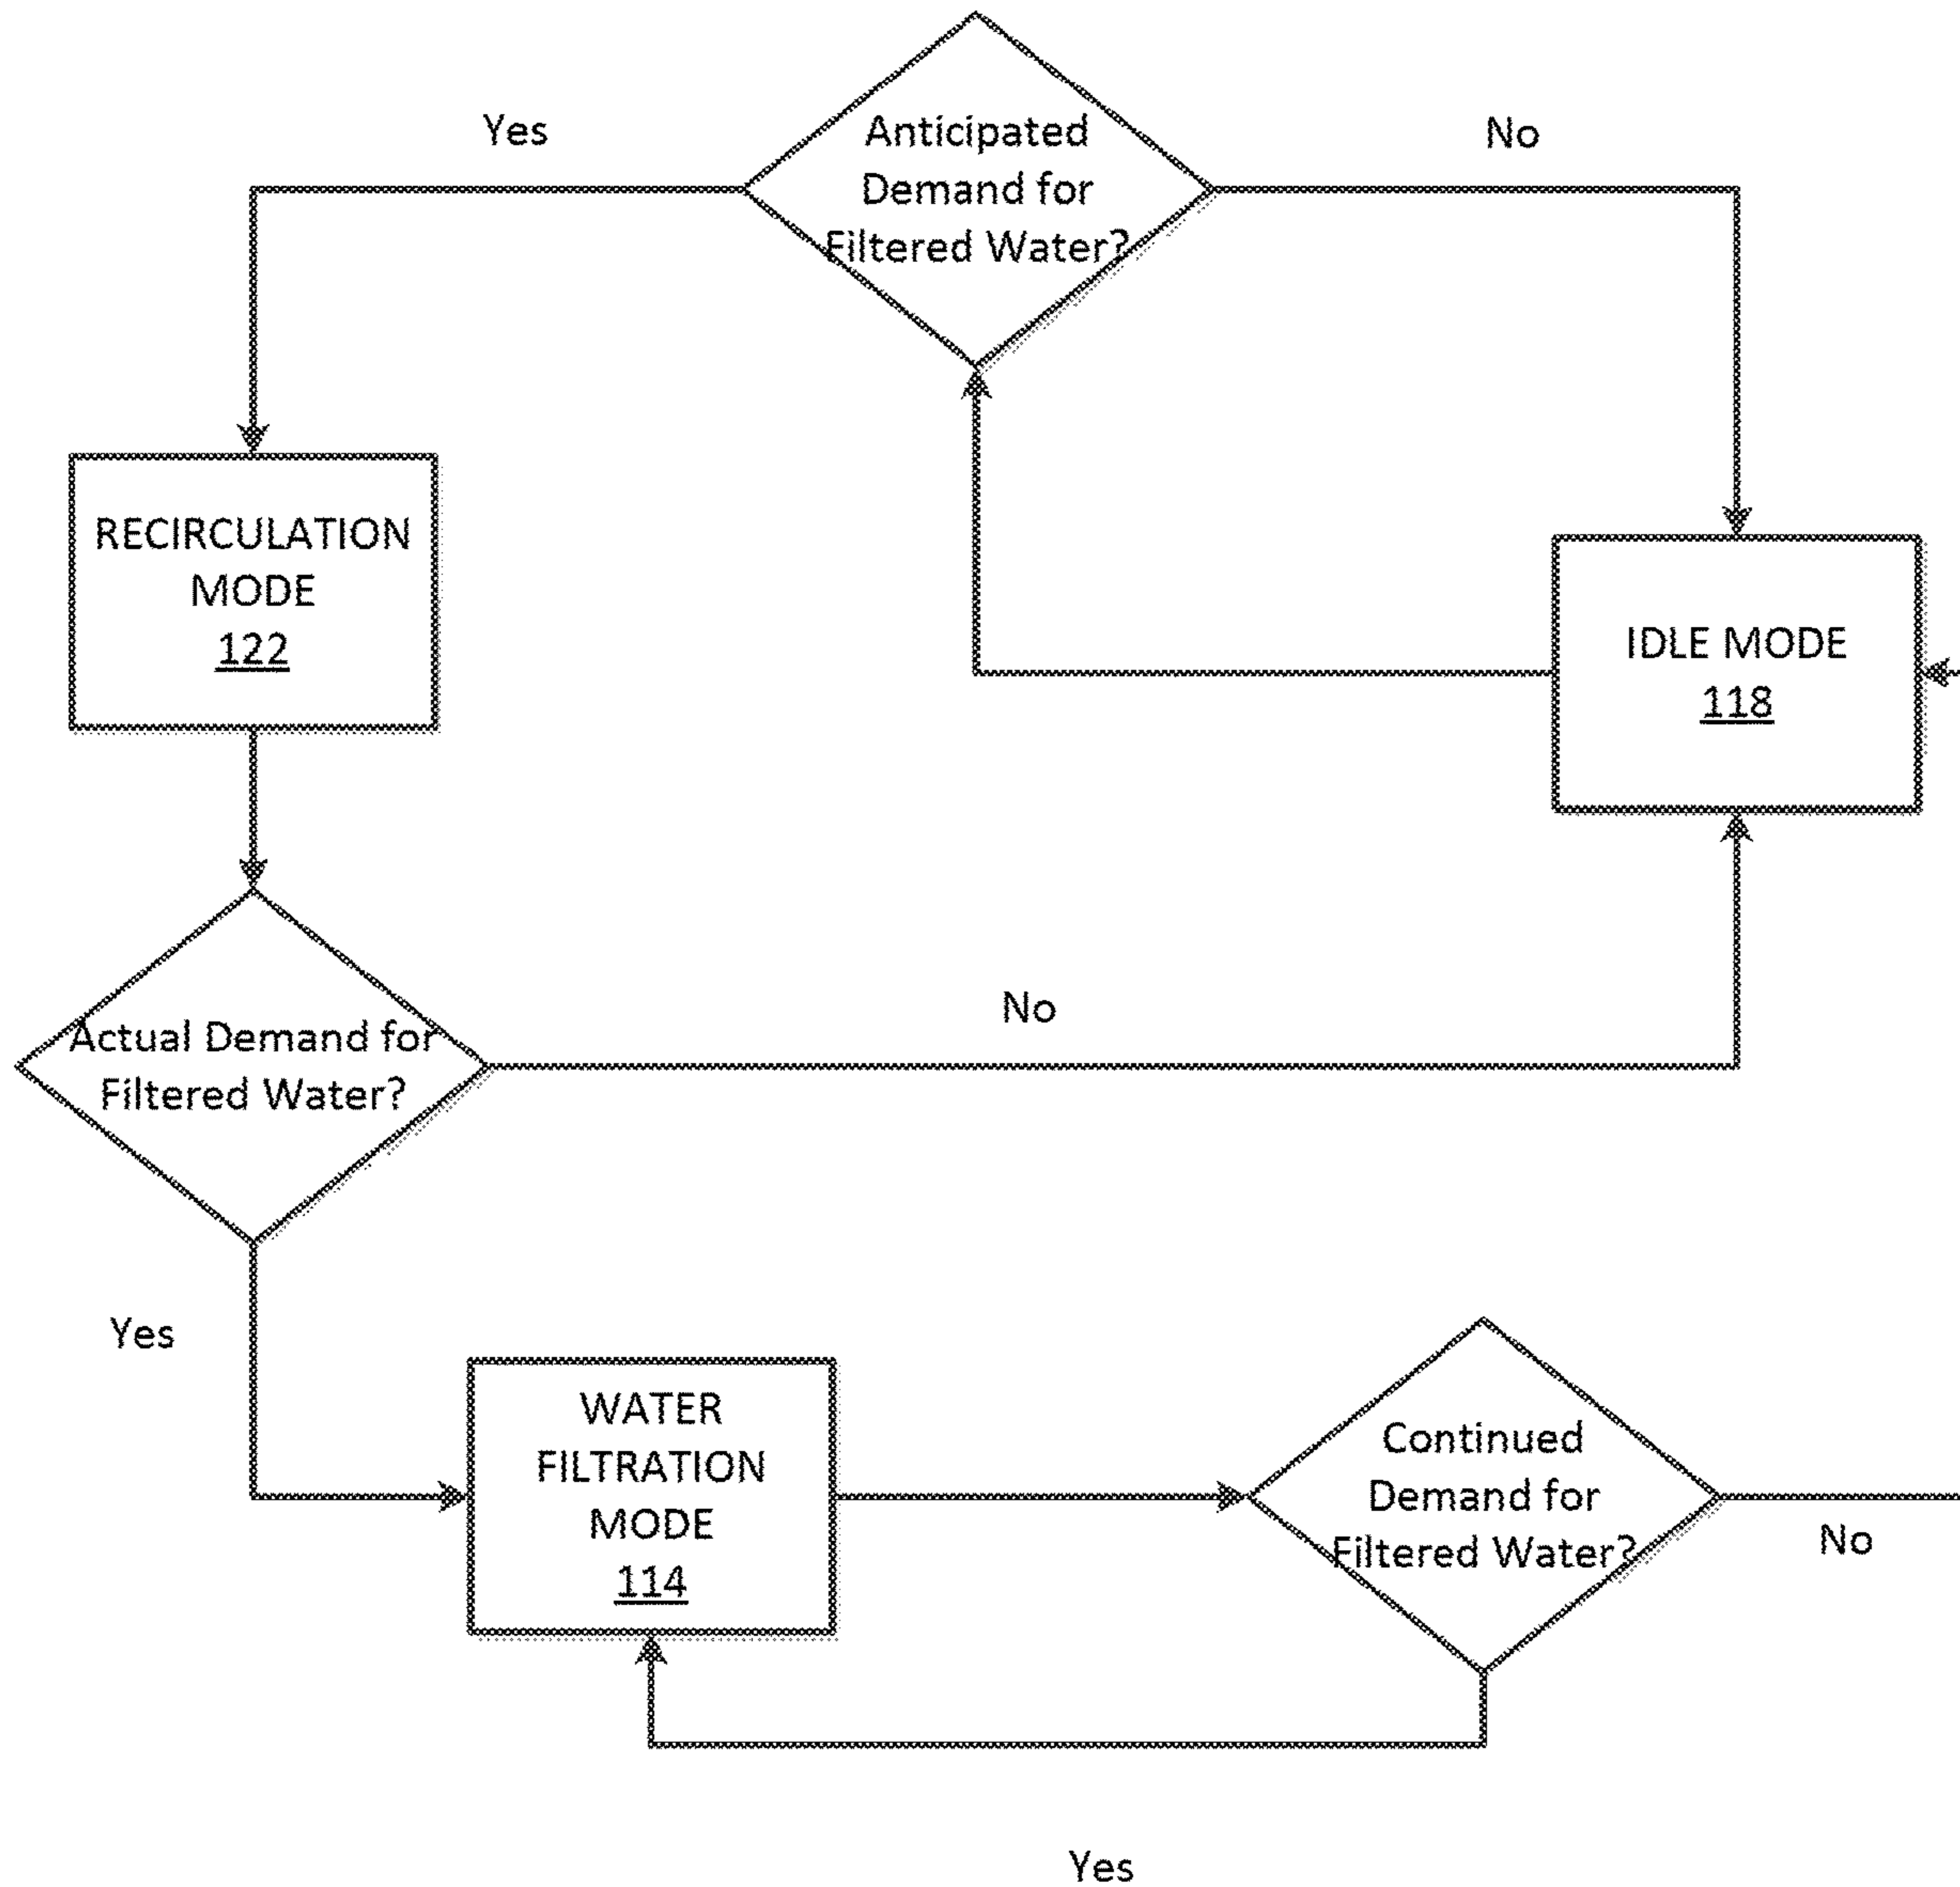 Yes
Anticipated
Demand for
Filtered Water?
No
RECIRCULATION
MODE
122
IDLE MODE
118
Actual Demand for
Filtered Water?
No
Yes
WATER
FILTRATION
MODE
114
Continued
Demand for
Filtered Water?
No
Yes